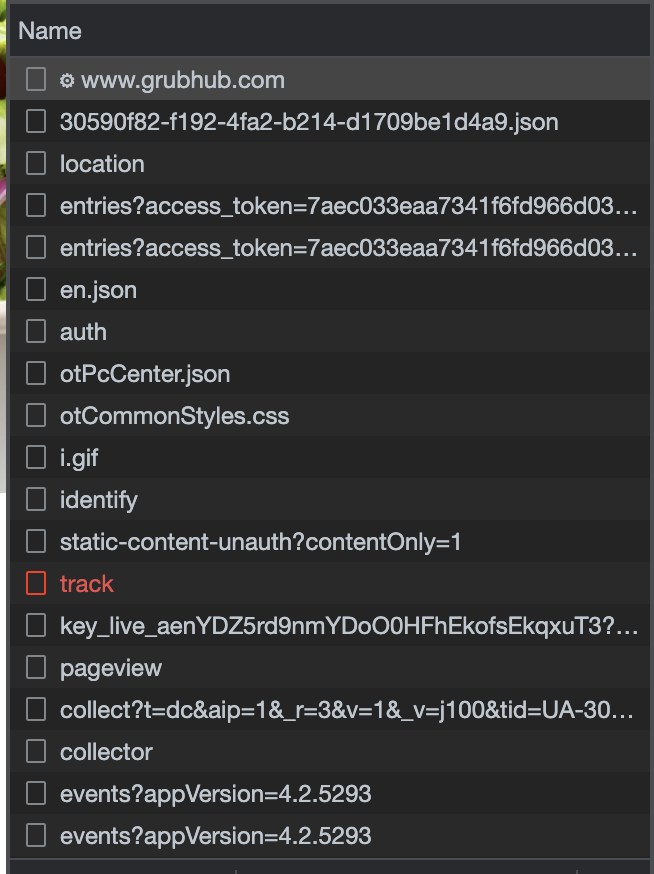 Name
www.grubhub.com
30590f82-f192-4fa2-b214-d1709be1d4a9.json
location
entries?access_token=7aec033eaa7341f6fd966d03...
entries?access_token=7aec033eaa7341f6fd966d03...
en.json
auth
otPcCenter.json
otCommonStyles.css
i.gif
identify
static-content-unauth?contentOnly=1
track
key_live_aenYDZ5rd9nmYDoO0HFhEkofsEkqxuT3?...
pageview
collect?t=dc&aip=1&_r=3&v=1&_v=j100&tid=UA-30...
collector
events?appVersion=4.2.5293
events?appVersion=4.2.5293